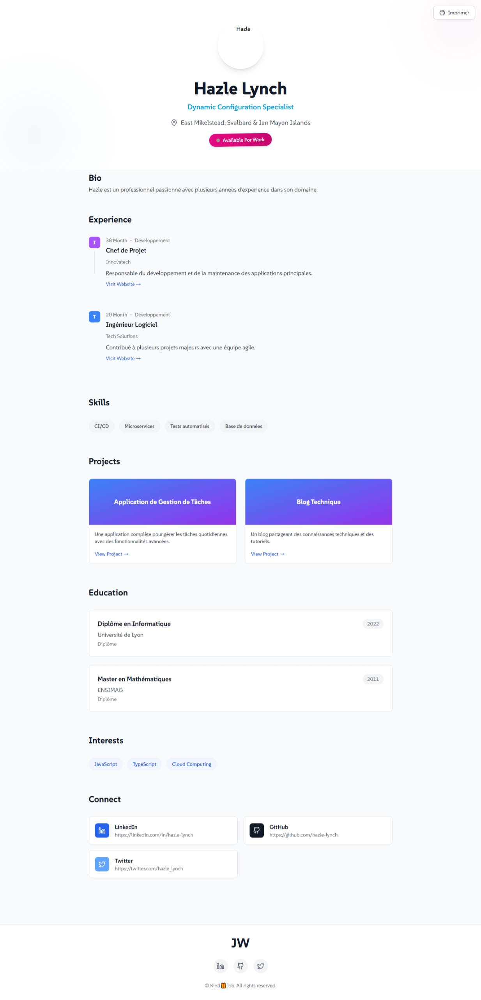 Imprimer
Hazle
Hazle Lynch
Dynamic Configuration Specialist
East Mikelstead, Svalbard & Jan Mayen Islands
Available For Work
Bio
Hazle est un professionnel passionné avec plusieurs années d'expérience dans son domaine.
Experience
I
38 Month • Développement
Chef de Projet
Innovatech
Responsable du développement et de la maintenance des applications principales.
Visit Website →
T
20 Month • Développement
Ingénieur Logiciel
Tech Solutions
Contribué à plusieurs projets majeurs avec une équipe agile.
Visit Website →
Skills
CI/CD Microservices Tests automatisés Base de données
Projects
Application de Gestion de Tâches
Une application complète pour gérer les tâches quotidiennes
avec des fonctionnalités avancées.
View Project →
Blog Technique
Un blog partageant des connaissances techniques et des
tutoriels.
View Project →
Education
Diplôme en Informatique 2022
Université de Lyon
Diplôme
Master en Mathématiques 2011
ENSIMAG
Diplôme
Interests
JavaScript TypeScript Cloud Computing
Connect
LinkedIn
https://linkedin.com/in/hazle-lynch
GitHub
https://github.com/hazle-lynch
Twitter
https://twitter.com/hazle_lynch
JW
© Kind🎁Job. All rights reserved.